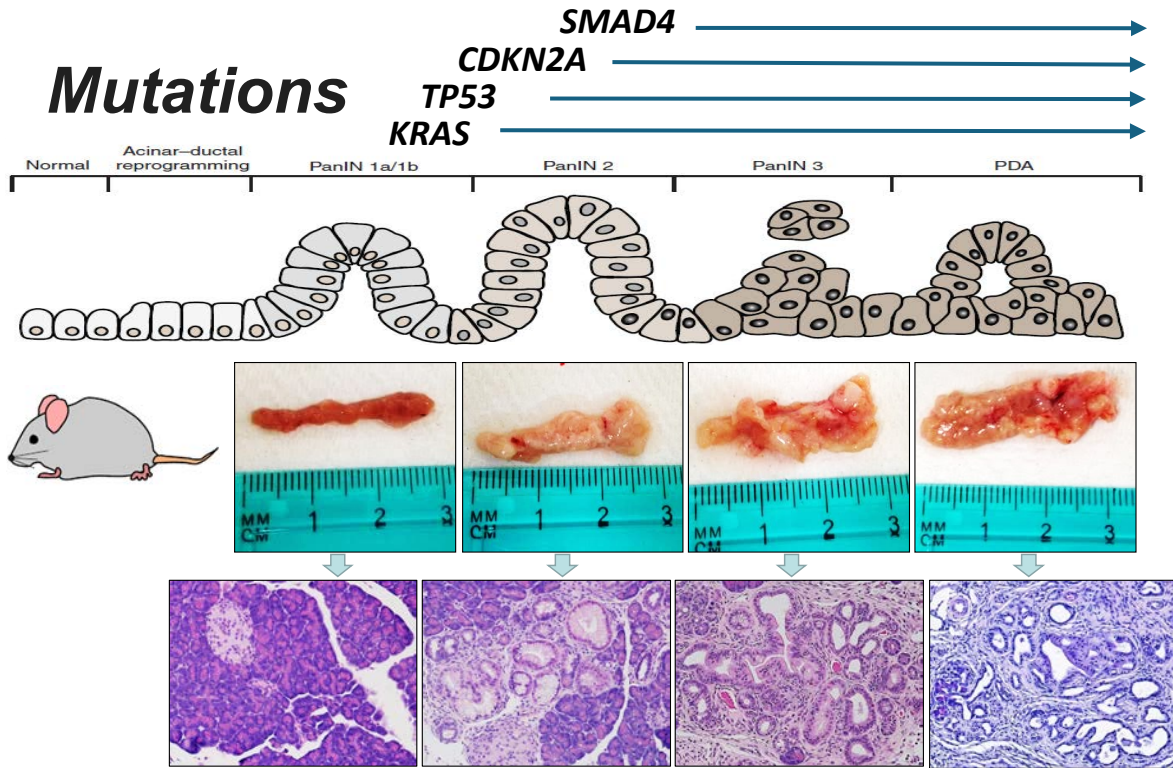 SMAD4
CDKN2A
Mutations
TP53
KRAS
Normal
Acinar–ductal
reprogramming
PanIN 1a/1b
PanIN 2
PanIN 3
PDA
MM
CM
1 2 3
MM
CM
1 2 3
MM
CM
1 2 3
MM
CM
1 2 3